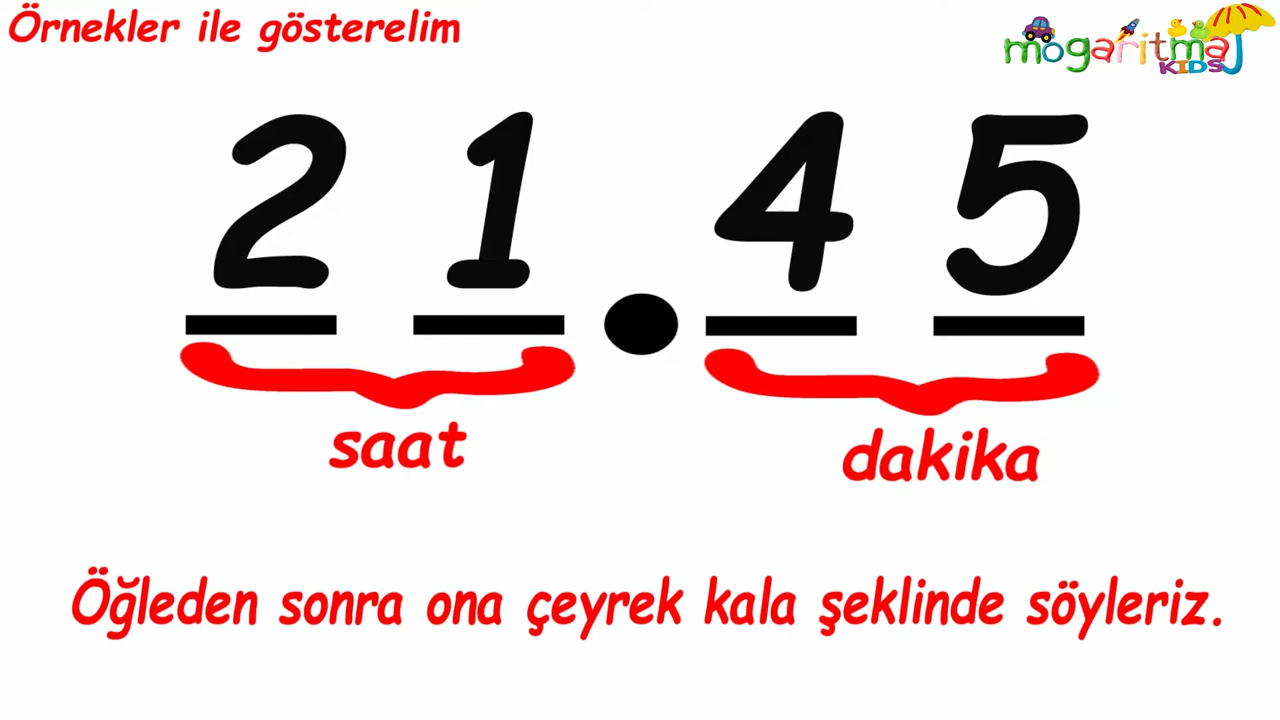 Örnekler ile gösterelim
mogaritma
KIDS
21.45
saat
dakika
Öğleden sonra ona çeyrek kala şeklinde söyleriz.